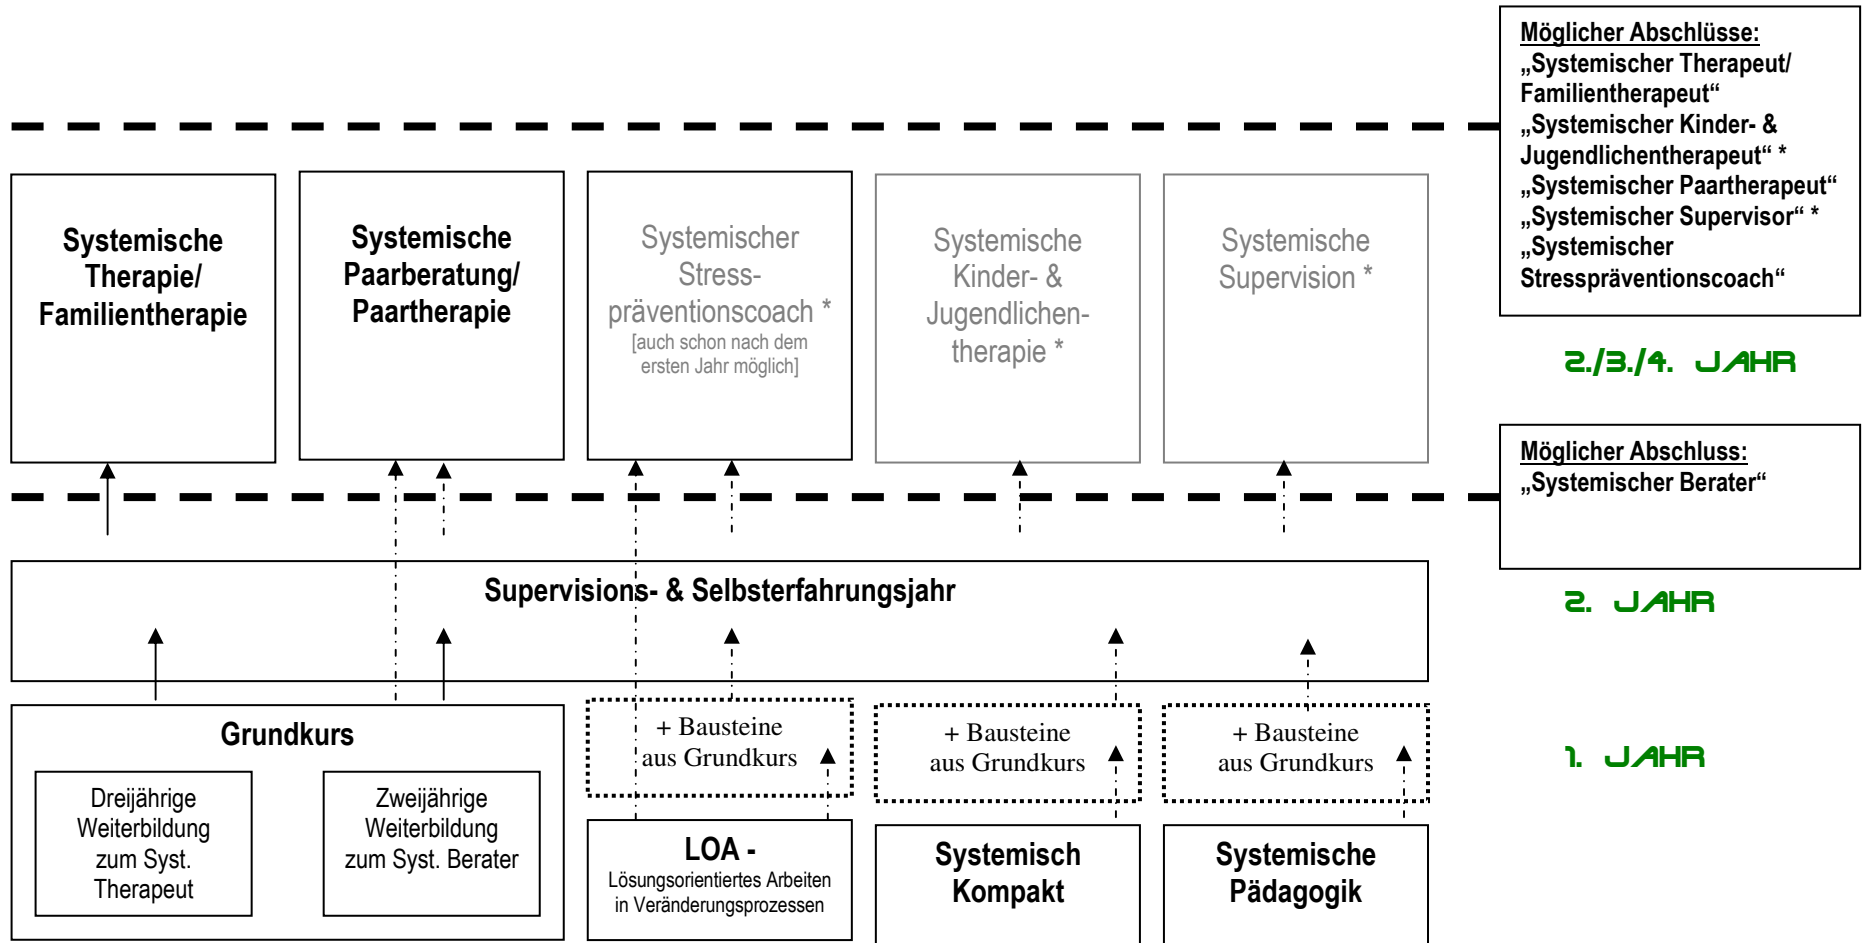 Möglicher Abschlüsse:
„Systemischer Therapeut/
Familientherapeut“
„Systemischer Kinder- &
Jugendlichentherapeut“ *
„Systemischer Paartherapeut“
„Systemischer Supervisor“ *
„Systemischer
Stresspräventionscoach“
Systemische
Therapie/
Familientherapie
Systemische
Paarberatung/
Paartherapie
Systemischer
Stress-
präventionscoach *
[auch schon nach dem
ersten Jahr möglich]
Systemische
Kinder- &
Jugendlichen-
therapie *
Systemische
Supervision *
2./3./4. JAHR
Möglicher Abschluss:
„Systemischer Berater“
Supervisions- & Selbsterfahrungsjahr
2. JAHR
Grundkurs
Dreijährige
Weiterbildung
zum Syst.
Therapeut
Zweijährige
Weiterbildung
zum Syst. Berater
+ Bausteine
aus Grundkurs
+ Bausteine
aus Grundkurs
+ Bausteine
aus Grundkurs
1. JAHR
LOA -
Lösungsorientiertes Arbeiten
in Veränderungsprozessen
Systemisch
Kompakt
Systemische
Pädagogik